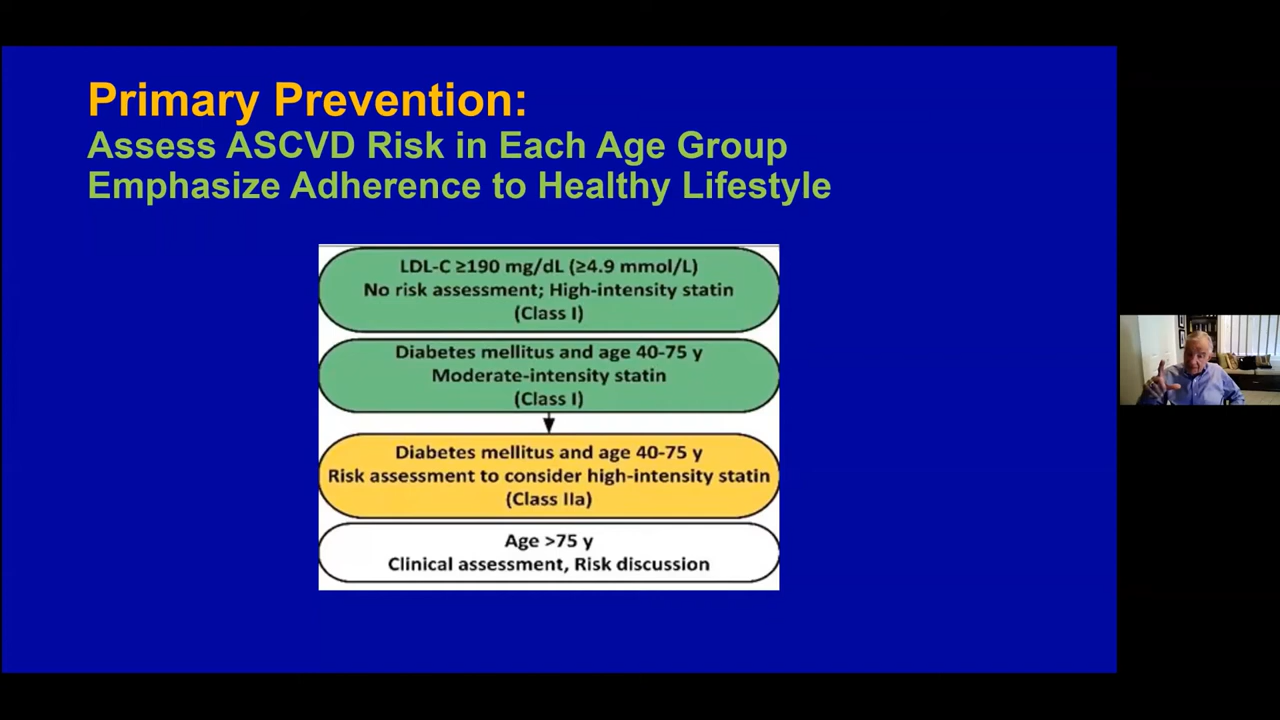 Primary Prevention:
Assess ASCVD Risk in Each Age Group
Emphasize Adherence to Healthy Lifestyle
LDL-C ≥190 mg/dL (≥4.9 mmol/L)
No risk assessment; High-intensity statin
(Class I)
Diabetes mellitus and age 40-75 y
Moderate-intensity statin
(Class I)
Diabetes mellitus and age 40-75 y
Risk assessment to consider high-intensity statin
(Class IIa)
Age >75 y
Clinical assessment, Risk discussion